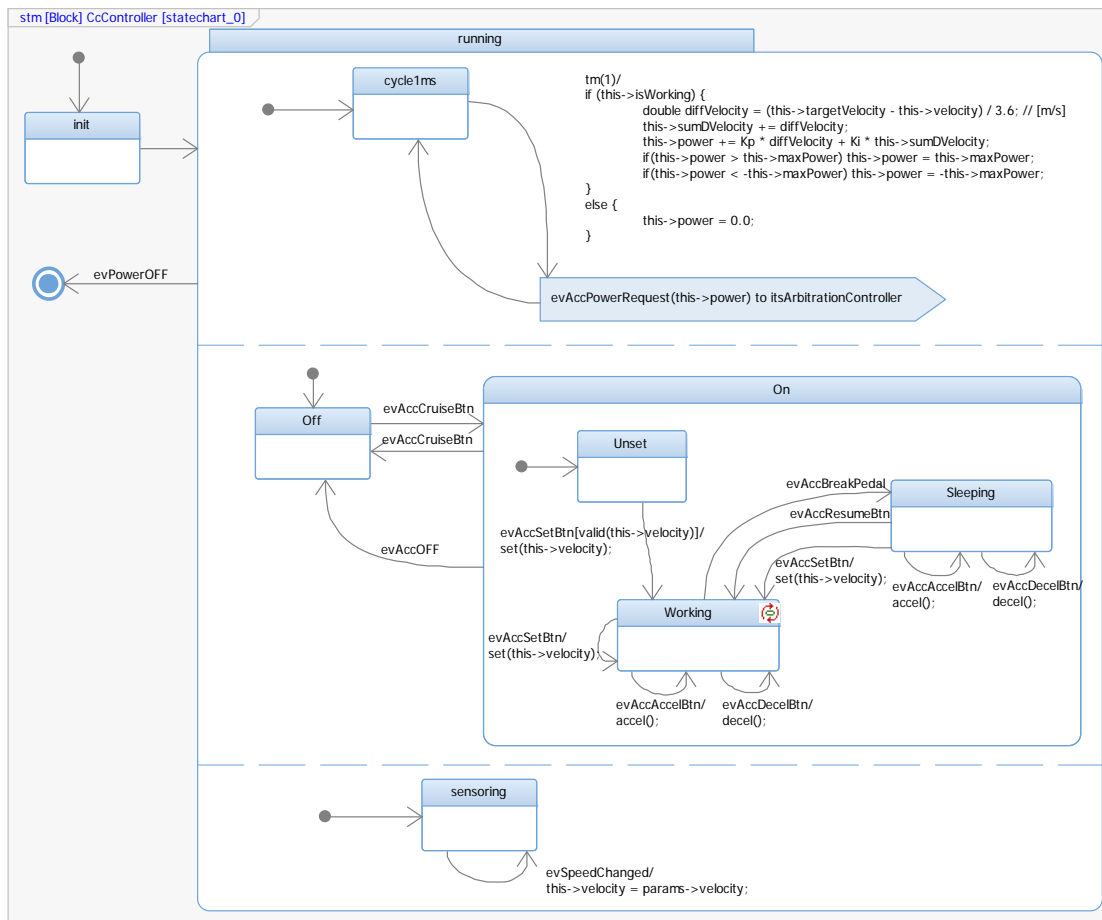 stm [Block] CcController [statechart_0]
running
init
cycle1ms
tm(1)/
if (this->isWorking) {
double diffVelocity = (this->targetVelocity - this->velocity) / 3.6; // [m/s]
this->sumDVelocity += diffVelocity;
this->power += Kp * diffVelocity + Ki * this->sumDVelocity;
if(this->power > this->maxPower) this->power = this->maxPower;
if(this->power < -this->maxPower) this->power = -this->maxPower;
}
else {
this->power = 0.0;
}
evPowerOFF
evAccPowerRequest(this->power) to itsArbitrationController
Off
evAccCruiseBtn
evAccCruiseBtn
evAccOFF
On
Unset
evAccSetBtn[valid(this->velocity)]/
set(this->velocity);
evAccBreakPedal
evAccResumeBtn
Sleeping
evAccSetBtn/
set(this->velocity);
evAccAccelBtn/
accel();
evAccDecelBtn/
decel();
Working
evAccSetBtn/
set(this->velocity);
evAccAccelBtn/
accel();
evAccDecelBtn/
decel();
sensoring
evSpeedChanged/
this->velocity = params->velocity;